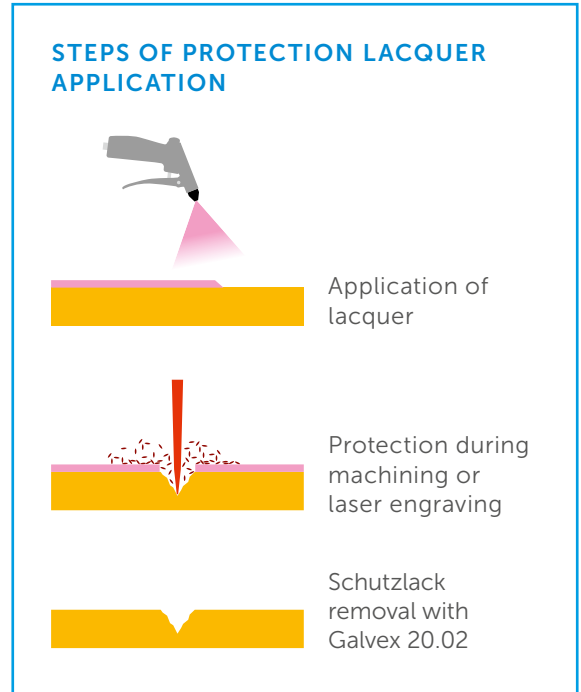 STEPS OF PROTECTION LACQUER
APPLICATION
Application of
lacquer
Protection during
machining or
laser engraving
Schutzlack
removal with
Galvex 20.02